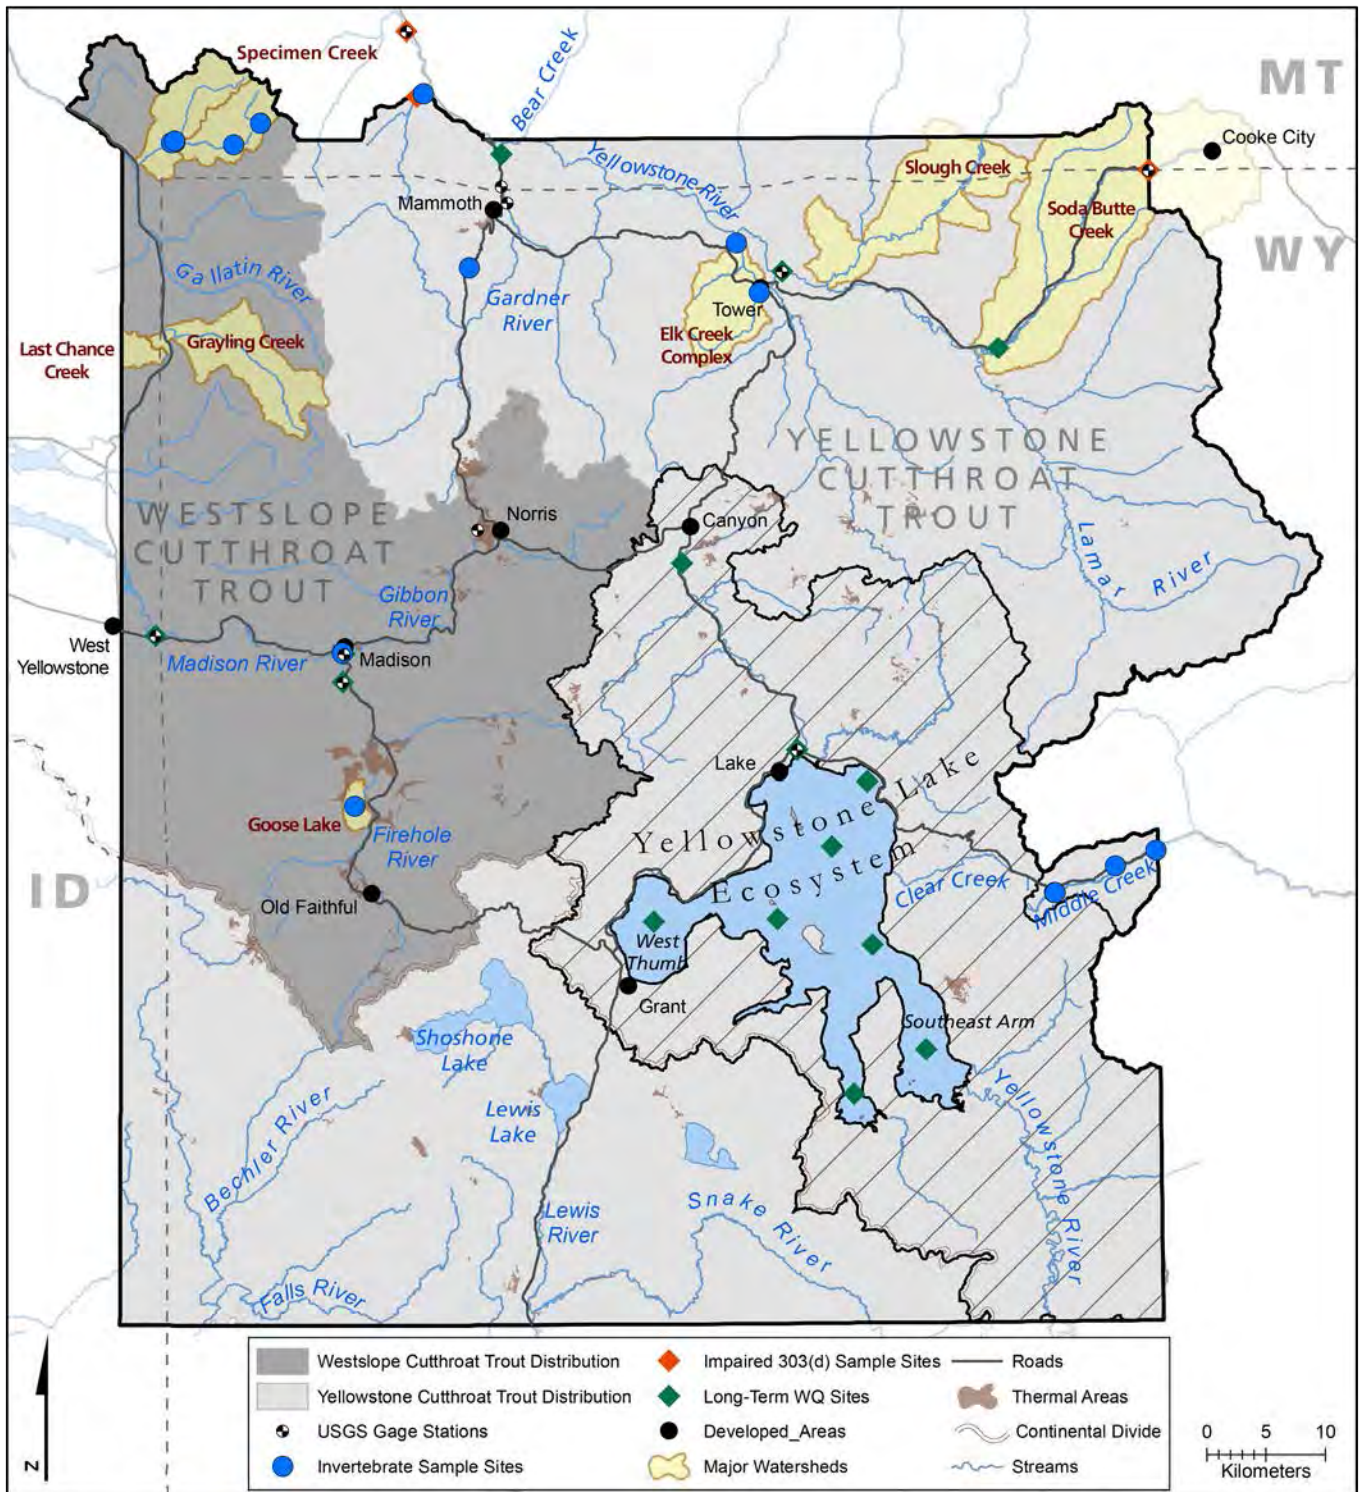 Specimen Creek
Bear Creek
MT
Cooke City
Yellowstone River
Slough Creek
Soda Butte
Creek
Mammoth
WY
Gallatin River
Gardner
River
Tower
Elk Creek
Complex
Last Chance
Creek
Grayling Creek
YELLOWSTONE
CUTTHROAT
TROUT
WESTSLOPE
CUTTHROAT
TROUT
Norris
Canyon
Lamar River
Gibbon
River
West
Yellowstone
Madison River
Madison
Lake
Yellowstone Lake
Ecosystem
Goose Lake
Firehole
River
Clear Creek
Middle Creek
ID
Old Faithful
West
Thumb
Grant
Southeast Arm
Shoshone
Lake
Lewis
Lake
Yellowstone River
Bechler River
Snake River
Lewis
River
Falls River
N
Westslope Cutthroat Trout Distribution
Yellowstone Cutthroat Trout Distribution
USGS Gage Stations
Invertebrate Sample Sites
Impaired 303(d) Sample Sites
Long-Term WQ Sites
Developed_Areas
Major Watersheds
Roads
Thermal Areas
Continental Divide
Streams
0 5 10
Kilometers